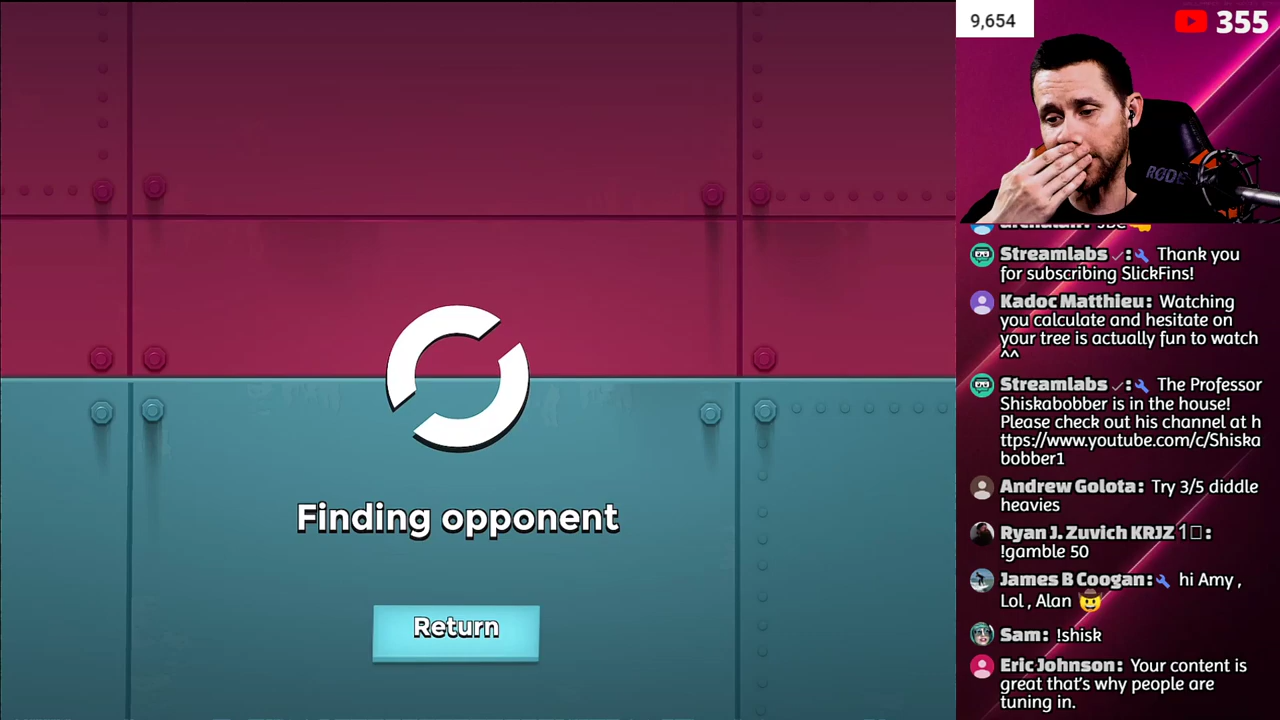 9,654
355
RØDE
Finding opponent
Return
Streamlabs : Thank you
for subscribing SlickFins!
Kadoc Matthieu: Watching
you calculate and hesitate on
your tree is actually fun to watch
^^
Streamlabs : The Professor
Shiskabobber is in the house!
Please check out his channel at h
ttps://www.youtube.com/c/Shiska
bobber1
Andrew Golota: Try 3/5 diddle
heavies
Ryan J. Zuvich KRJZ 1 :
!gamble 50
James B Coogan: hi Amy ,
Lol , Alan 🤠
Sam: !shisk
Eric Johnson: Your content is
great that's why people are
tuning in.